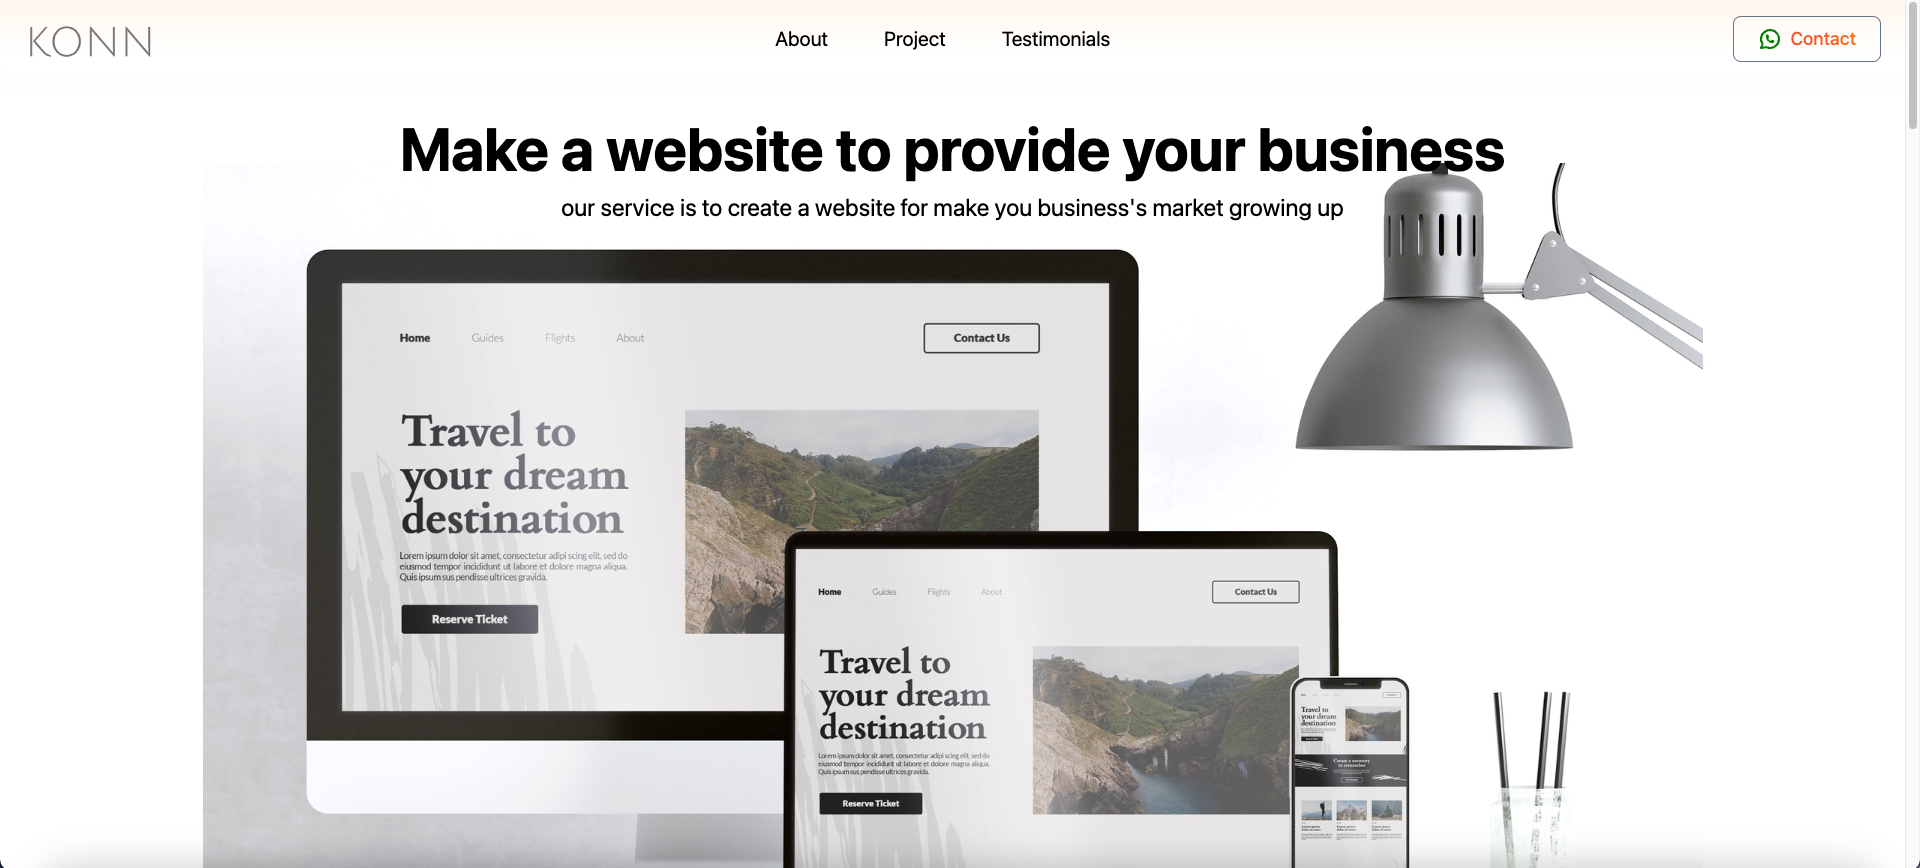 KONN
About Project Testimonials
Contact
Make a website to provide your business
our service is to create a website for make you business's market growing up
Home Guides Flights About
Contact Us
Travel to
your dream
destination
Lorem ipsum dolor sit amet, consectetur adipi scing elit, sed do
eiusmod tempor incididunt ut labore et dolore magna aliqua.
Quis ipsum sus pendisse ultrices gravida.
Reserve Ticket
Home Guides Flights About
Contact Us
Travel to
your dream
destination
Lorem ipsum dolor sit amet, consectetur adipi scing elit, sed do
eiusmod tempor incididunt ut labore et dolore magna aliqua.
Quis ipsum sus pendisse ultrices gravida.
Reserve Ticket
Travel to
your dream
destination
Create a memory
to remember